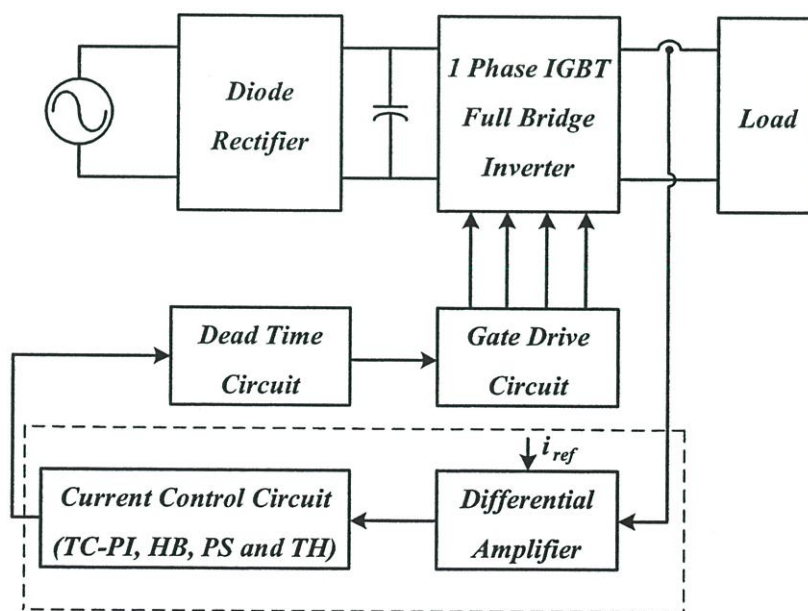 Diode
Rectifier
1 Phase IGBT
Full Bridge
Inverter
Load
Dead Time
Circuit
Gate Drive
Circuit
i_ref
Current Control Circuit
(TC-PI, HB, PS and TH)
Differential
Amplifier